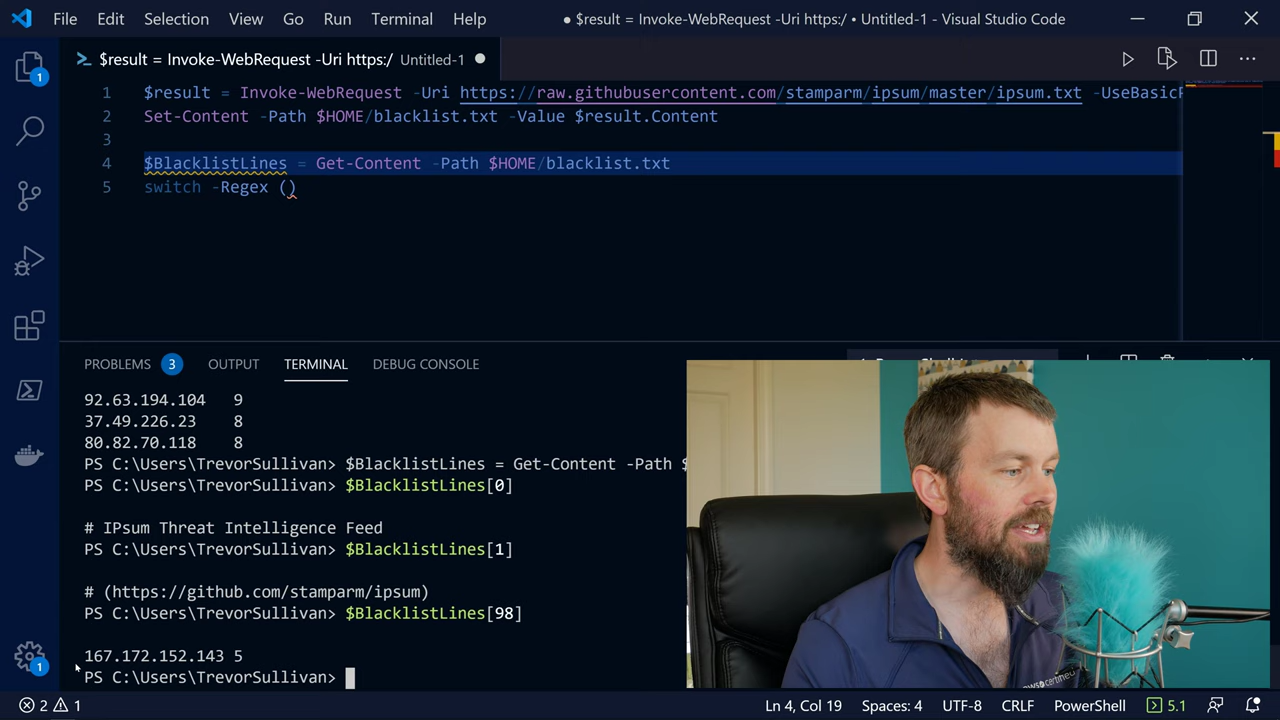 File Edit Selection View Go Run Terminal Help ● $result = Invoke-WebRequest -Uri https:/ • Untitled-1 - Visual Studio Code
$result = Invoke-WebRequest -Uri https:/ Untitled-1 ●
1 $result = Invoke-WebRequest -Uri https://raw.githubusercontent.com/stamparm/ipsum/master/ipsum.txt -UseBasicP
2 Set-Content -Path $HOME/blacklist.txt -Value $result.Content
3
4 $BlacklistLines = Get-Content -Path $HOME/blacklist.txt
5 switch -Regex ()
1
PROBLEMS 3 OUTPUT TERMINAL DEBUG CONSOLE
92.63.194.104 9
37.49.226.23 8
80.82.70.118 8
PS C:\Users\TrevorSullivan> $BlacklistLines = Get-Content -Path $
PS C:\Users\TrevorSullivan> $BlacklistLines[0]
# IPsum Threat Intelligence Feed
PS C:\Users\TrevorSullivan> $BlacklistLines[1]
# (https://github.com/stamparm/ipsum)
PS C:\Users\TrevorSullivan> $BlacklistLines[98]
167.172.152.143 5
PS C:\Users\TrevorSullivan>
1
2 1 Ln 4, Col 19 Spaces: 4 UTF-8 CRLF PowerShell 5.1